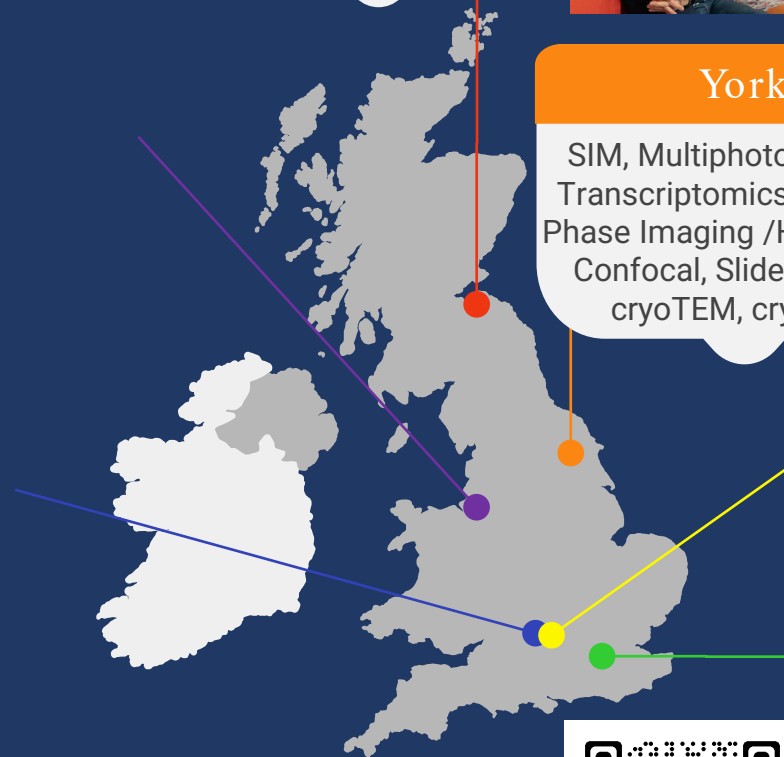 York
SIM, Multiphoto
Transcriptomics
Phase Imaging /H
Confocal, Slide
cryoTEM, cry